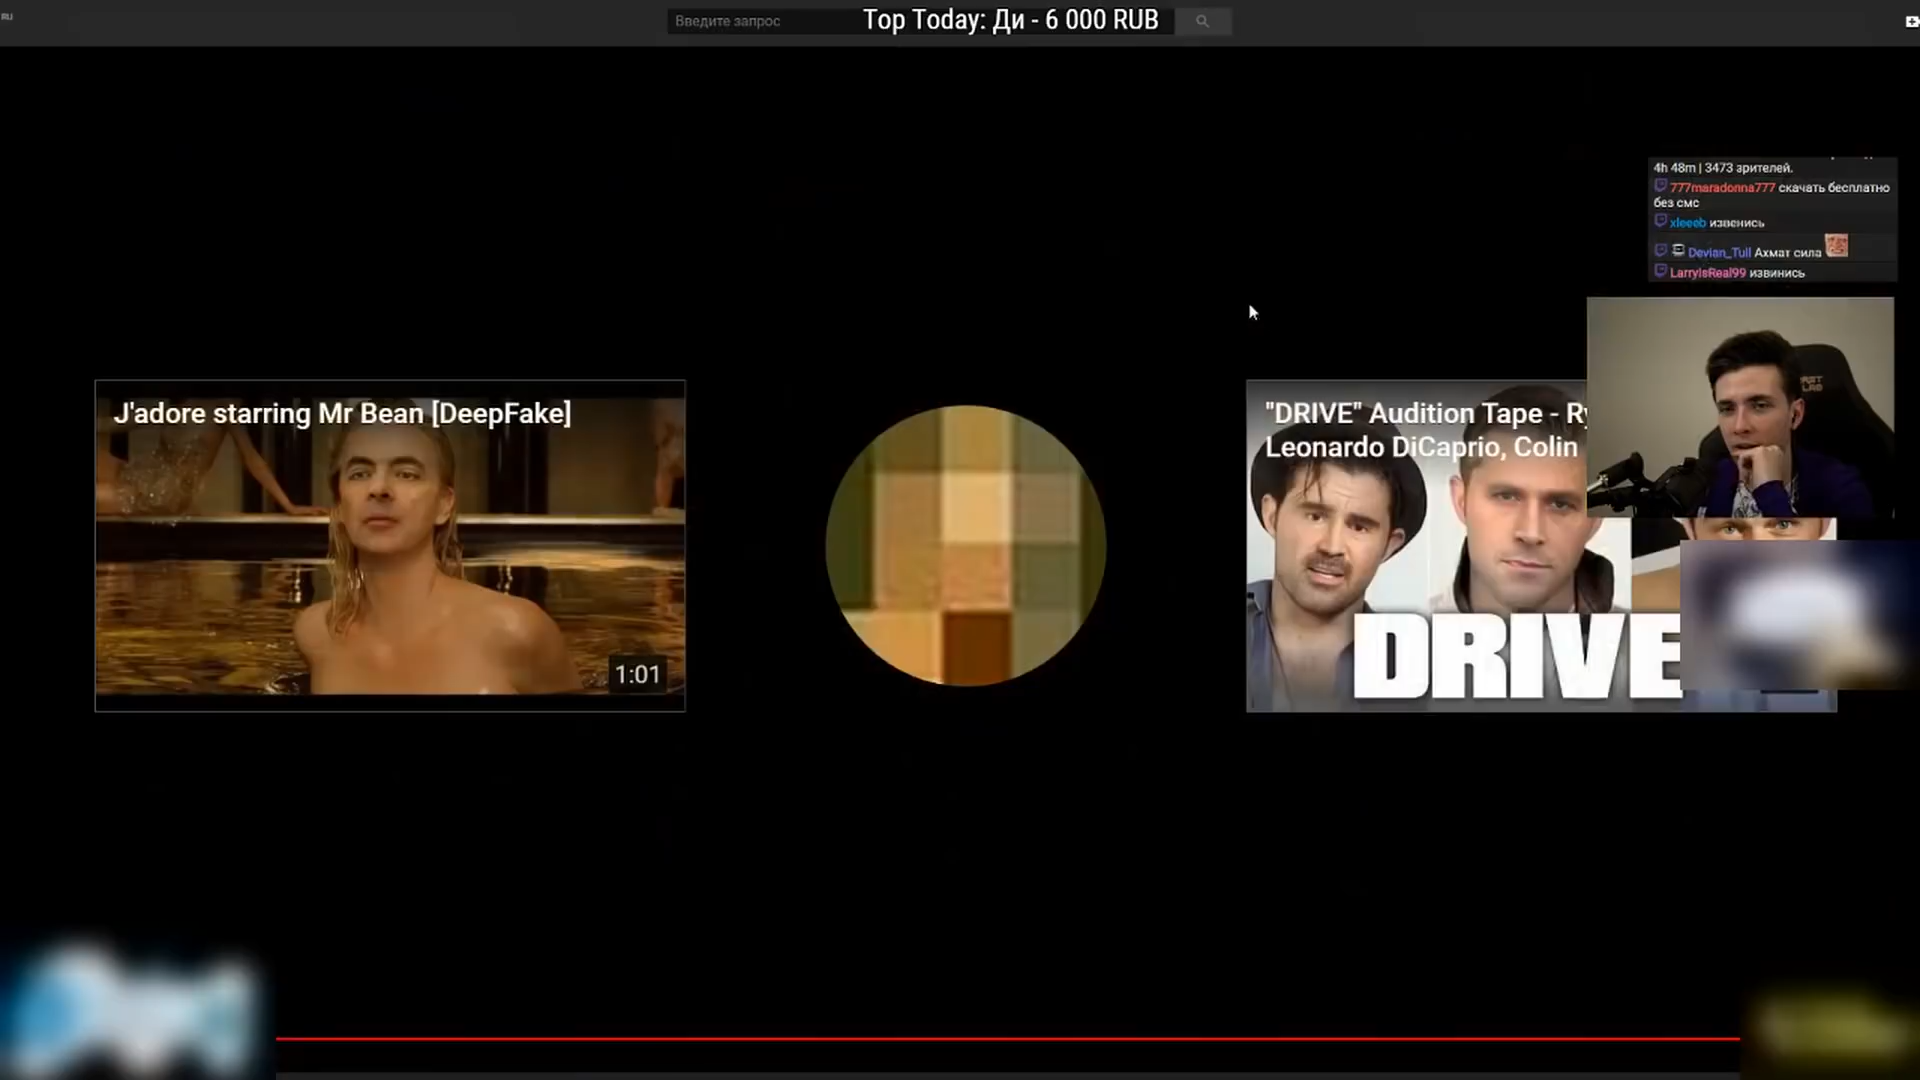 RU
Введите запрос
Top Today: Ди - 6 000 RUB
4h 48m | 3473 зрителей.
777maradonna777 скачать бесплатно
без смс
xleeeb извенись
Devian_Tull Ахмат сила
LarryIsReal99 извинись
J'adore starring Mr Bean [DeepFake]
1:01
"DRIVE" Audition Tape - Ry
Leonardo DiCaprio, Colin
DRIVE